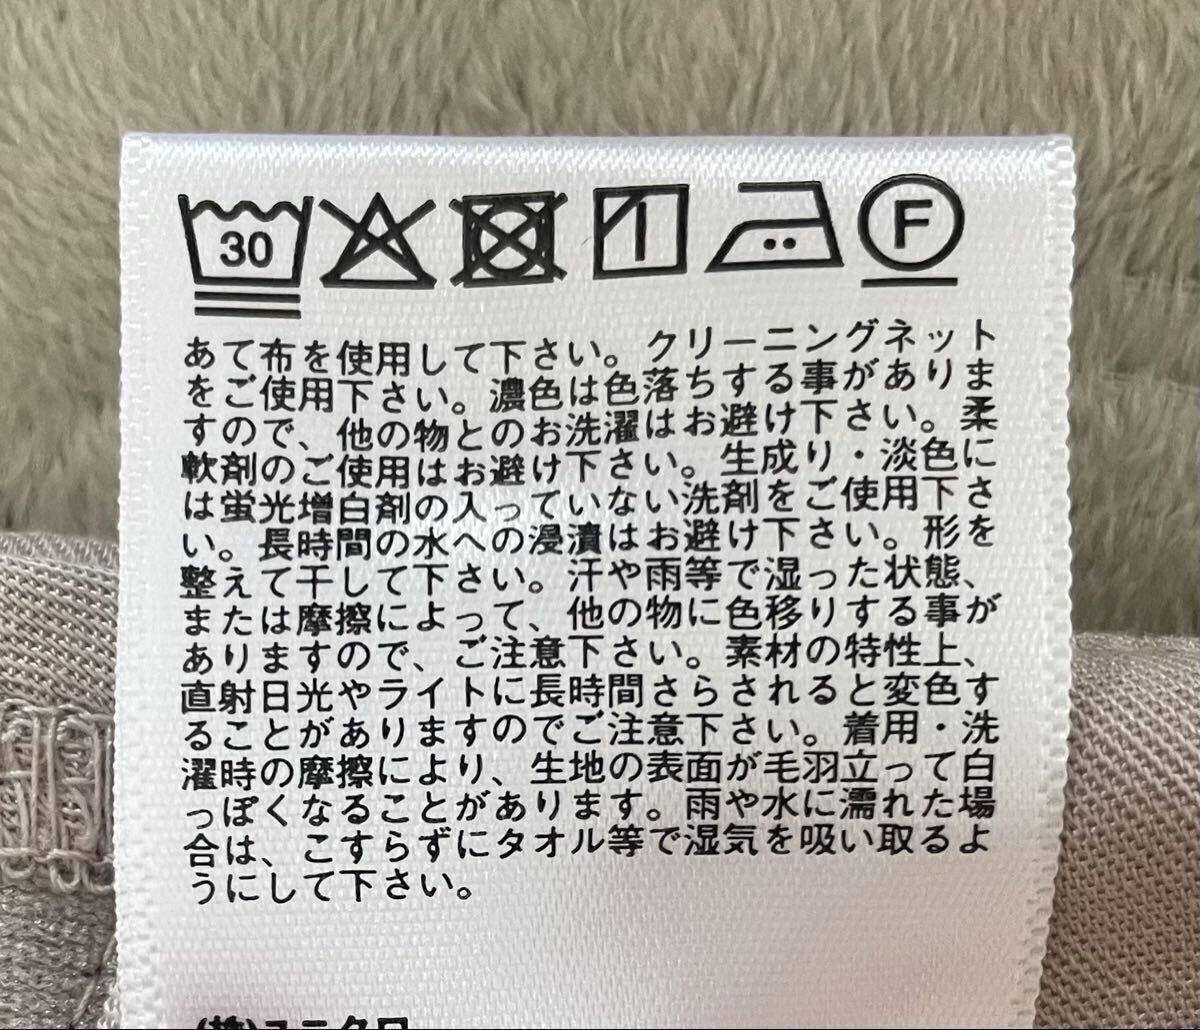 30 F
あて布を使用して下さい。クリーニングネット
をご使用下さい。濃色は色落ちする事がありま
すので、他の物とのお洗濯はお避け下さい。柔
軟剤のご使用はお避け下さい。生成り・淡色に
は蛍光増白剤の入っていない洗剤をご使用下さ
い。長時間の水への浸漬はお避け下さい。形を
整えて干して下さい。汗や雨等で湿った状態、
または摩擦によって、他の物に色移りする事が
ありますので、ご注意下さい。素材の特性上、
直射日光やライトに長時間さらされると変色す
ることがありますのでご注意下さい。着用・洗
濯時の摩擦により、生地の表面が毛羽立って白
っぽくなることがあります。雨や水に濡れた場
合は、こすらずにタオル等で湿気を吸い取るよ
うにして下さい。
(株)ユニクロ